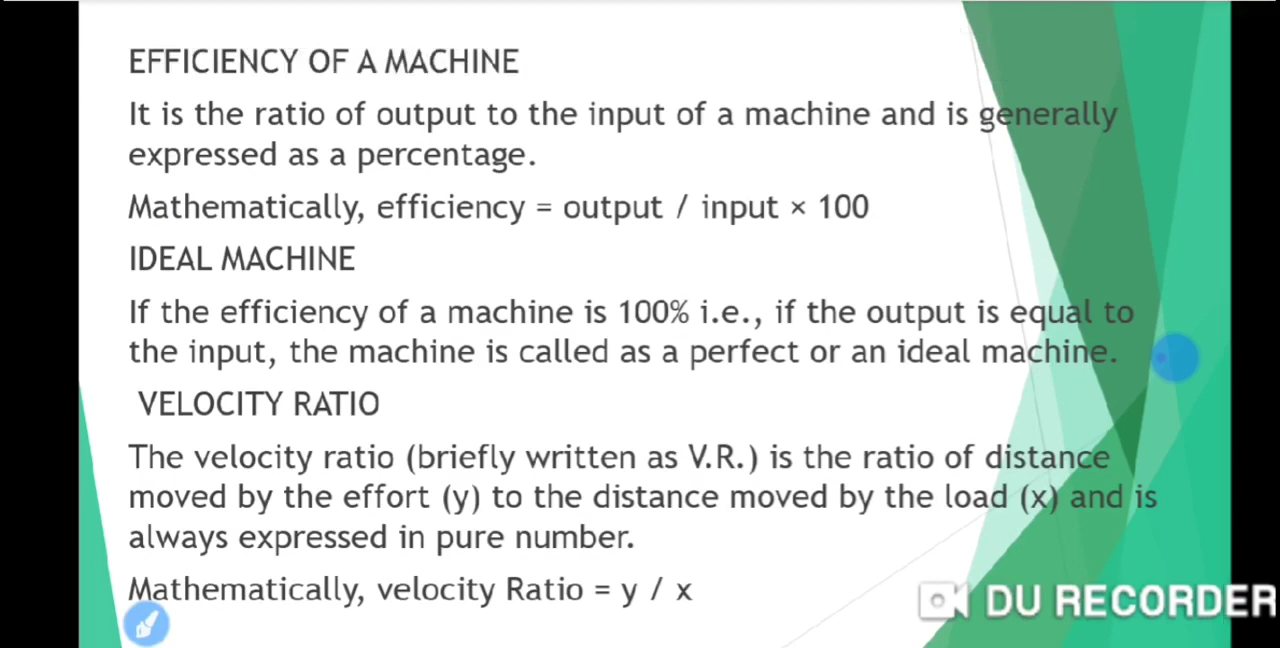 EFFICIENCY OF A MACHINE
It is the ratio of output to the input of a machine and is generally
expressed as a percentage.
Mathematically, efficiency = output / input × 100
IDEAL MACHINE
If the efficiency of a machine is 100% i.e., if the output is equal to
the input, the machine is called as a perfect or an ideal machine.
VELOCITY RATIO
The velocity ratio (briefly written as V.R.) is the ratio of distance
moved by the effort (y) to the distance moved by the load (x) and is
always expressed in pure number.
Mathematically, velocity Ratio = y / x
DU RECORDER